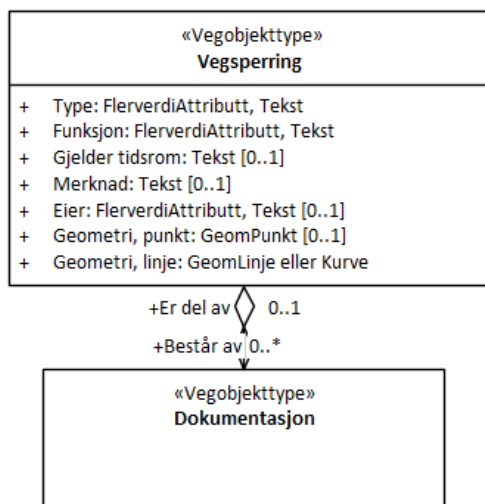 «Vegobjekttype»
Vegsperring
+ Type: FlerverdiAttributt, Tekst
+ Funksjon: FlerverdiAttributt, Tekst
+ Gjelder tidsrom: Tekst [0..1]
+ Merknad: Tekst [0..1]
+ Eier: FlerverdiAttributt, Tekst [0..1]
+ Geometri, punkt: GeomPunkt [0..1]
+ Geometri, linje: GeomLinje eller Kurve
+Er del av 0..1
+Består av 0..*
«Vegobjekttype»
Dokumentasjon